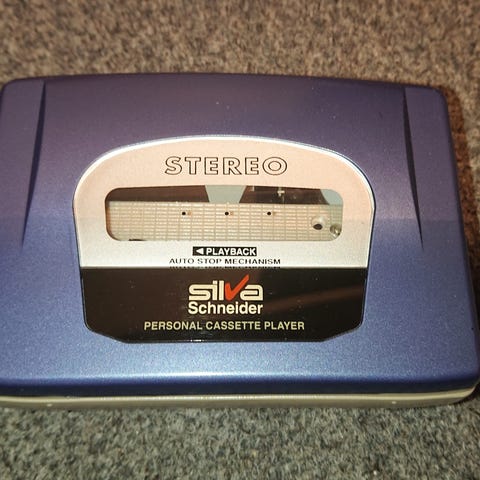 STEREO
◄ PLAYBACK
AUTO STOP MECHANISM
silva
Schneider
PERSONAL CASSETTE PLAYER